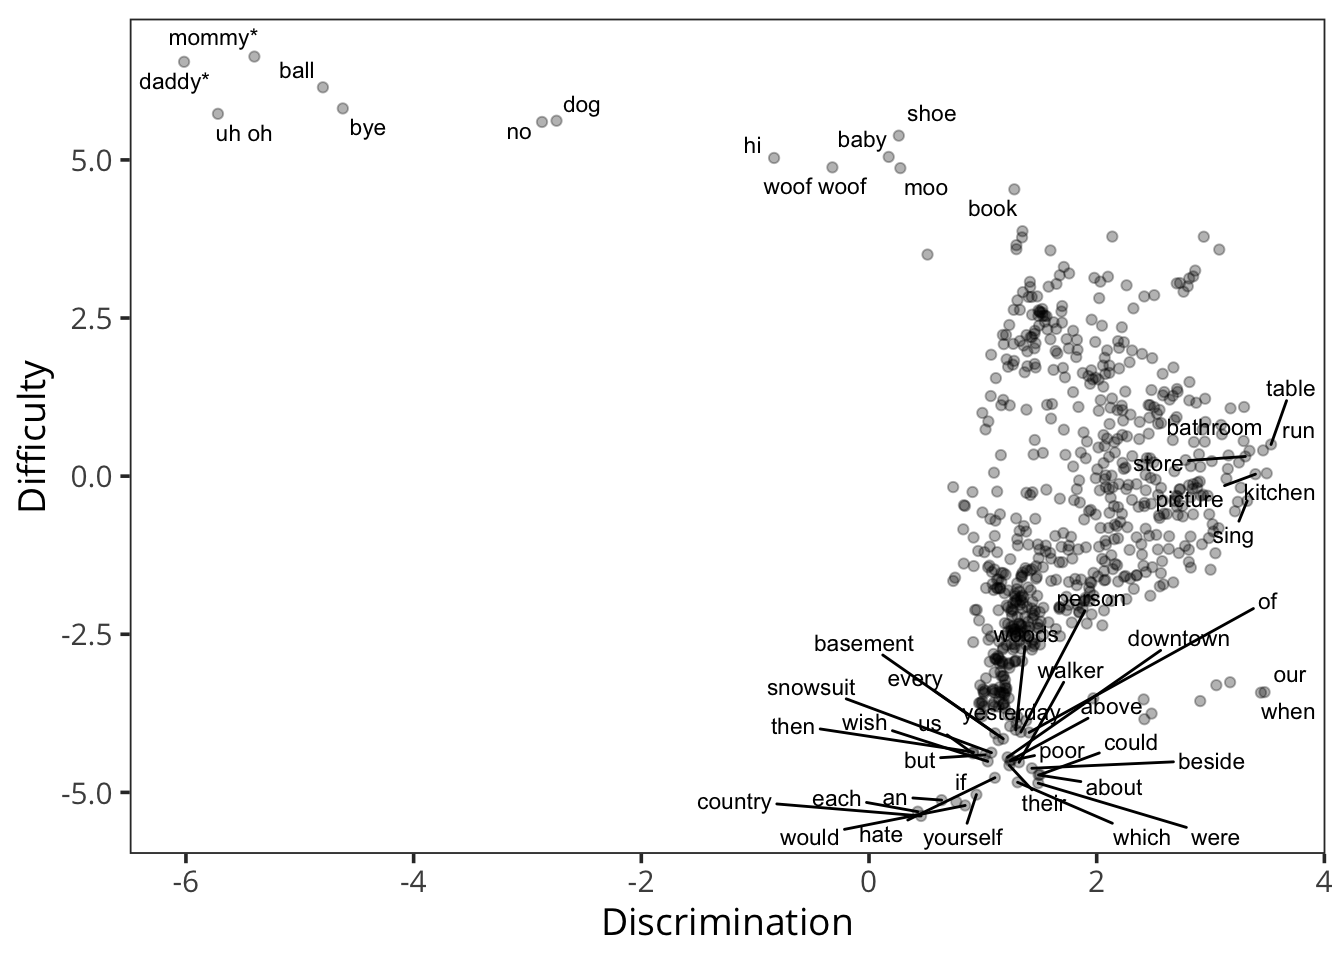 mommy*
daddy*
ball
uh oh
bye
no
dog
shoe
hi
baby
woof woof
moo
book
table
bathroom
run
store
picture
kitchen
sing
person
of
woods
downtown
basement
every
walker
our
snowsuit
yesterday
above
when
then
wish
us
but
poor
could
beside
if
about
country
each
an
their
would
hate
yourself
which
were
5.0
2.5
0.0
-2.5
-5.0
Difficulty
-6
-4
-2
0
2
4
Discrimination